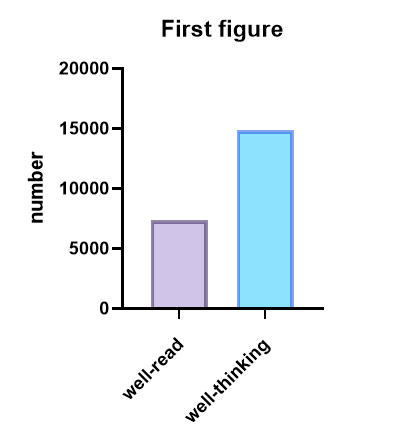 First figure
20000
15000
10000
5000
0
number
well-read
well-thinking